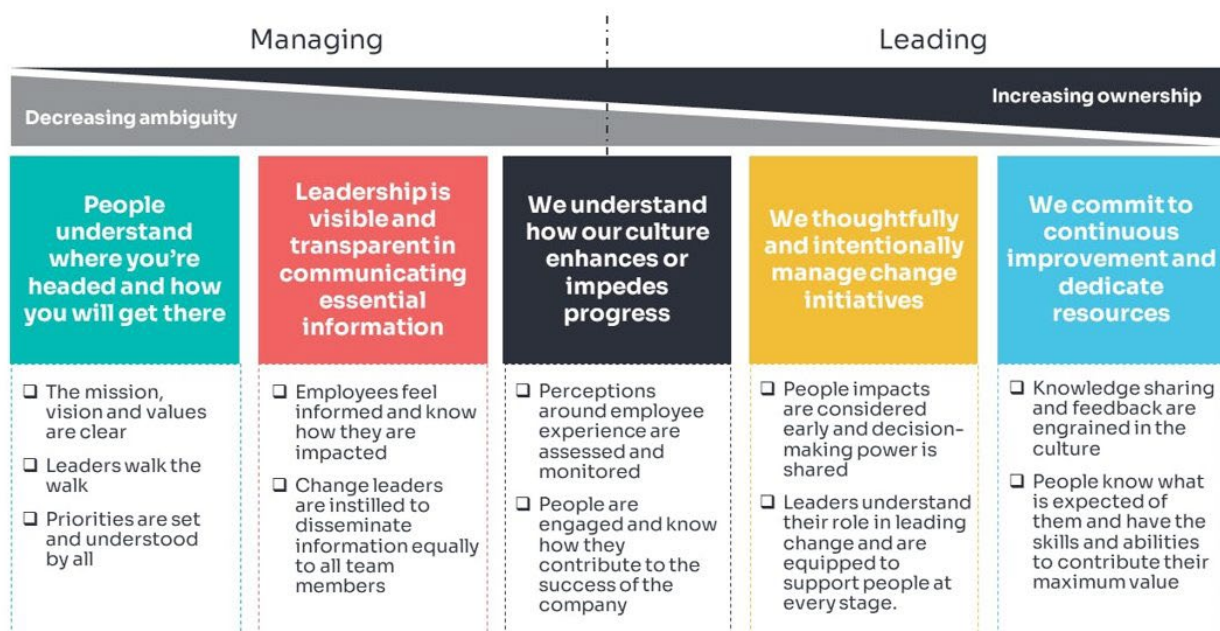 Managing
Leading
Increasing ownership
Decreasing ambiguity
People
understand
where you're
headed and how
you will get there
Leadership is
visible and
transparent in
communicating
essential
information
We understand
how our culture
enhances or
impedes
progress
We thoughtfully
and intentionally
manage change
initiatives
We commit to
continuous
improvement and
dedicate
resources
❑ The mission,
vision and values
are clear
❑ Leaders walk the
walk
❑ Priorities are set
and understood
by all
❑ Employees feel
informed and know
how they are
impacted
❑ Change leaders
are instilled to
disseminate
information equally
to all team
members
❑ Perceptions
around employee
experience are
assessed and
monitored
❑ People are
engaged and know
how they
contribute to the
success of the
company
❑ People impacts
are considered
early and decision-
making power is
shared
❑ Leaders understand
their role in leading
change and are
equipped to
support people at
every stage.
❑ Knowledge sharing
and feedback are
engrained in the
culture
❑ People know what
is expected of
them and have the
skills and abilities
to contribute their
maximum value